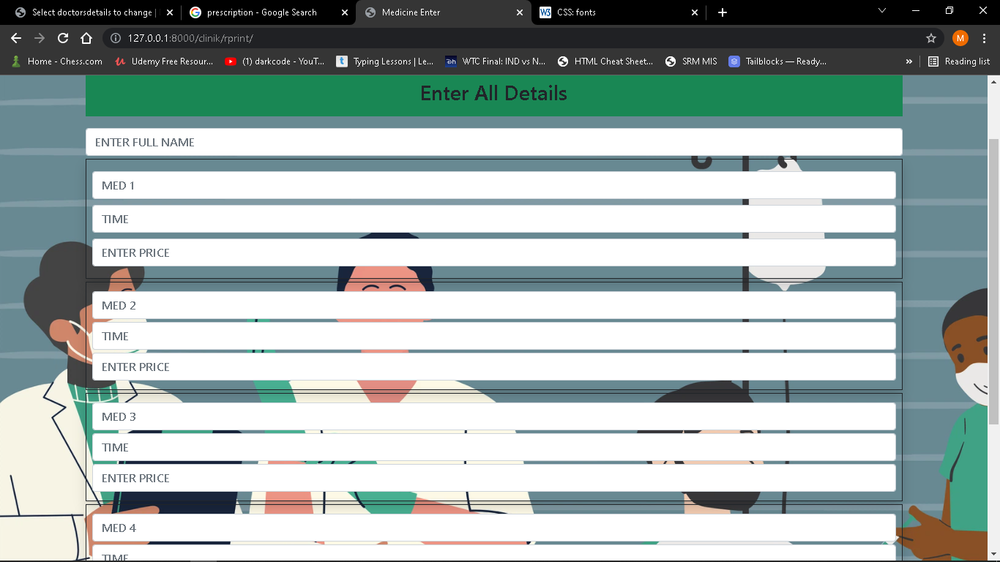 Select doctorsdetails to change |
prescription - Google Search
Medicine Enter
W3 CSS: fonts
127.0.0.1:8000/clinik/rprint/
M
Home - Chess.com
Udemy Free Resour...
(1) darkcode - YouT...
t Typing Lessons | Le...
WTC Final: IND vs N...
HTML Cheat Sheet...
SRM MIS
Tailblocks — Ready...
»
Reading list
Enter All Details
ENTER FULL NAME
MED 1
TIME
ENTER PRICE
MED 2
TIME
ENTER PRICE
MED 3
TIME
ENTER PRICE
MED 4
TIME